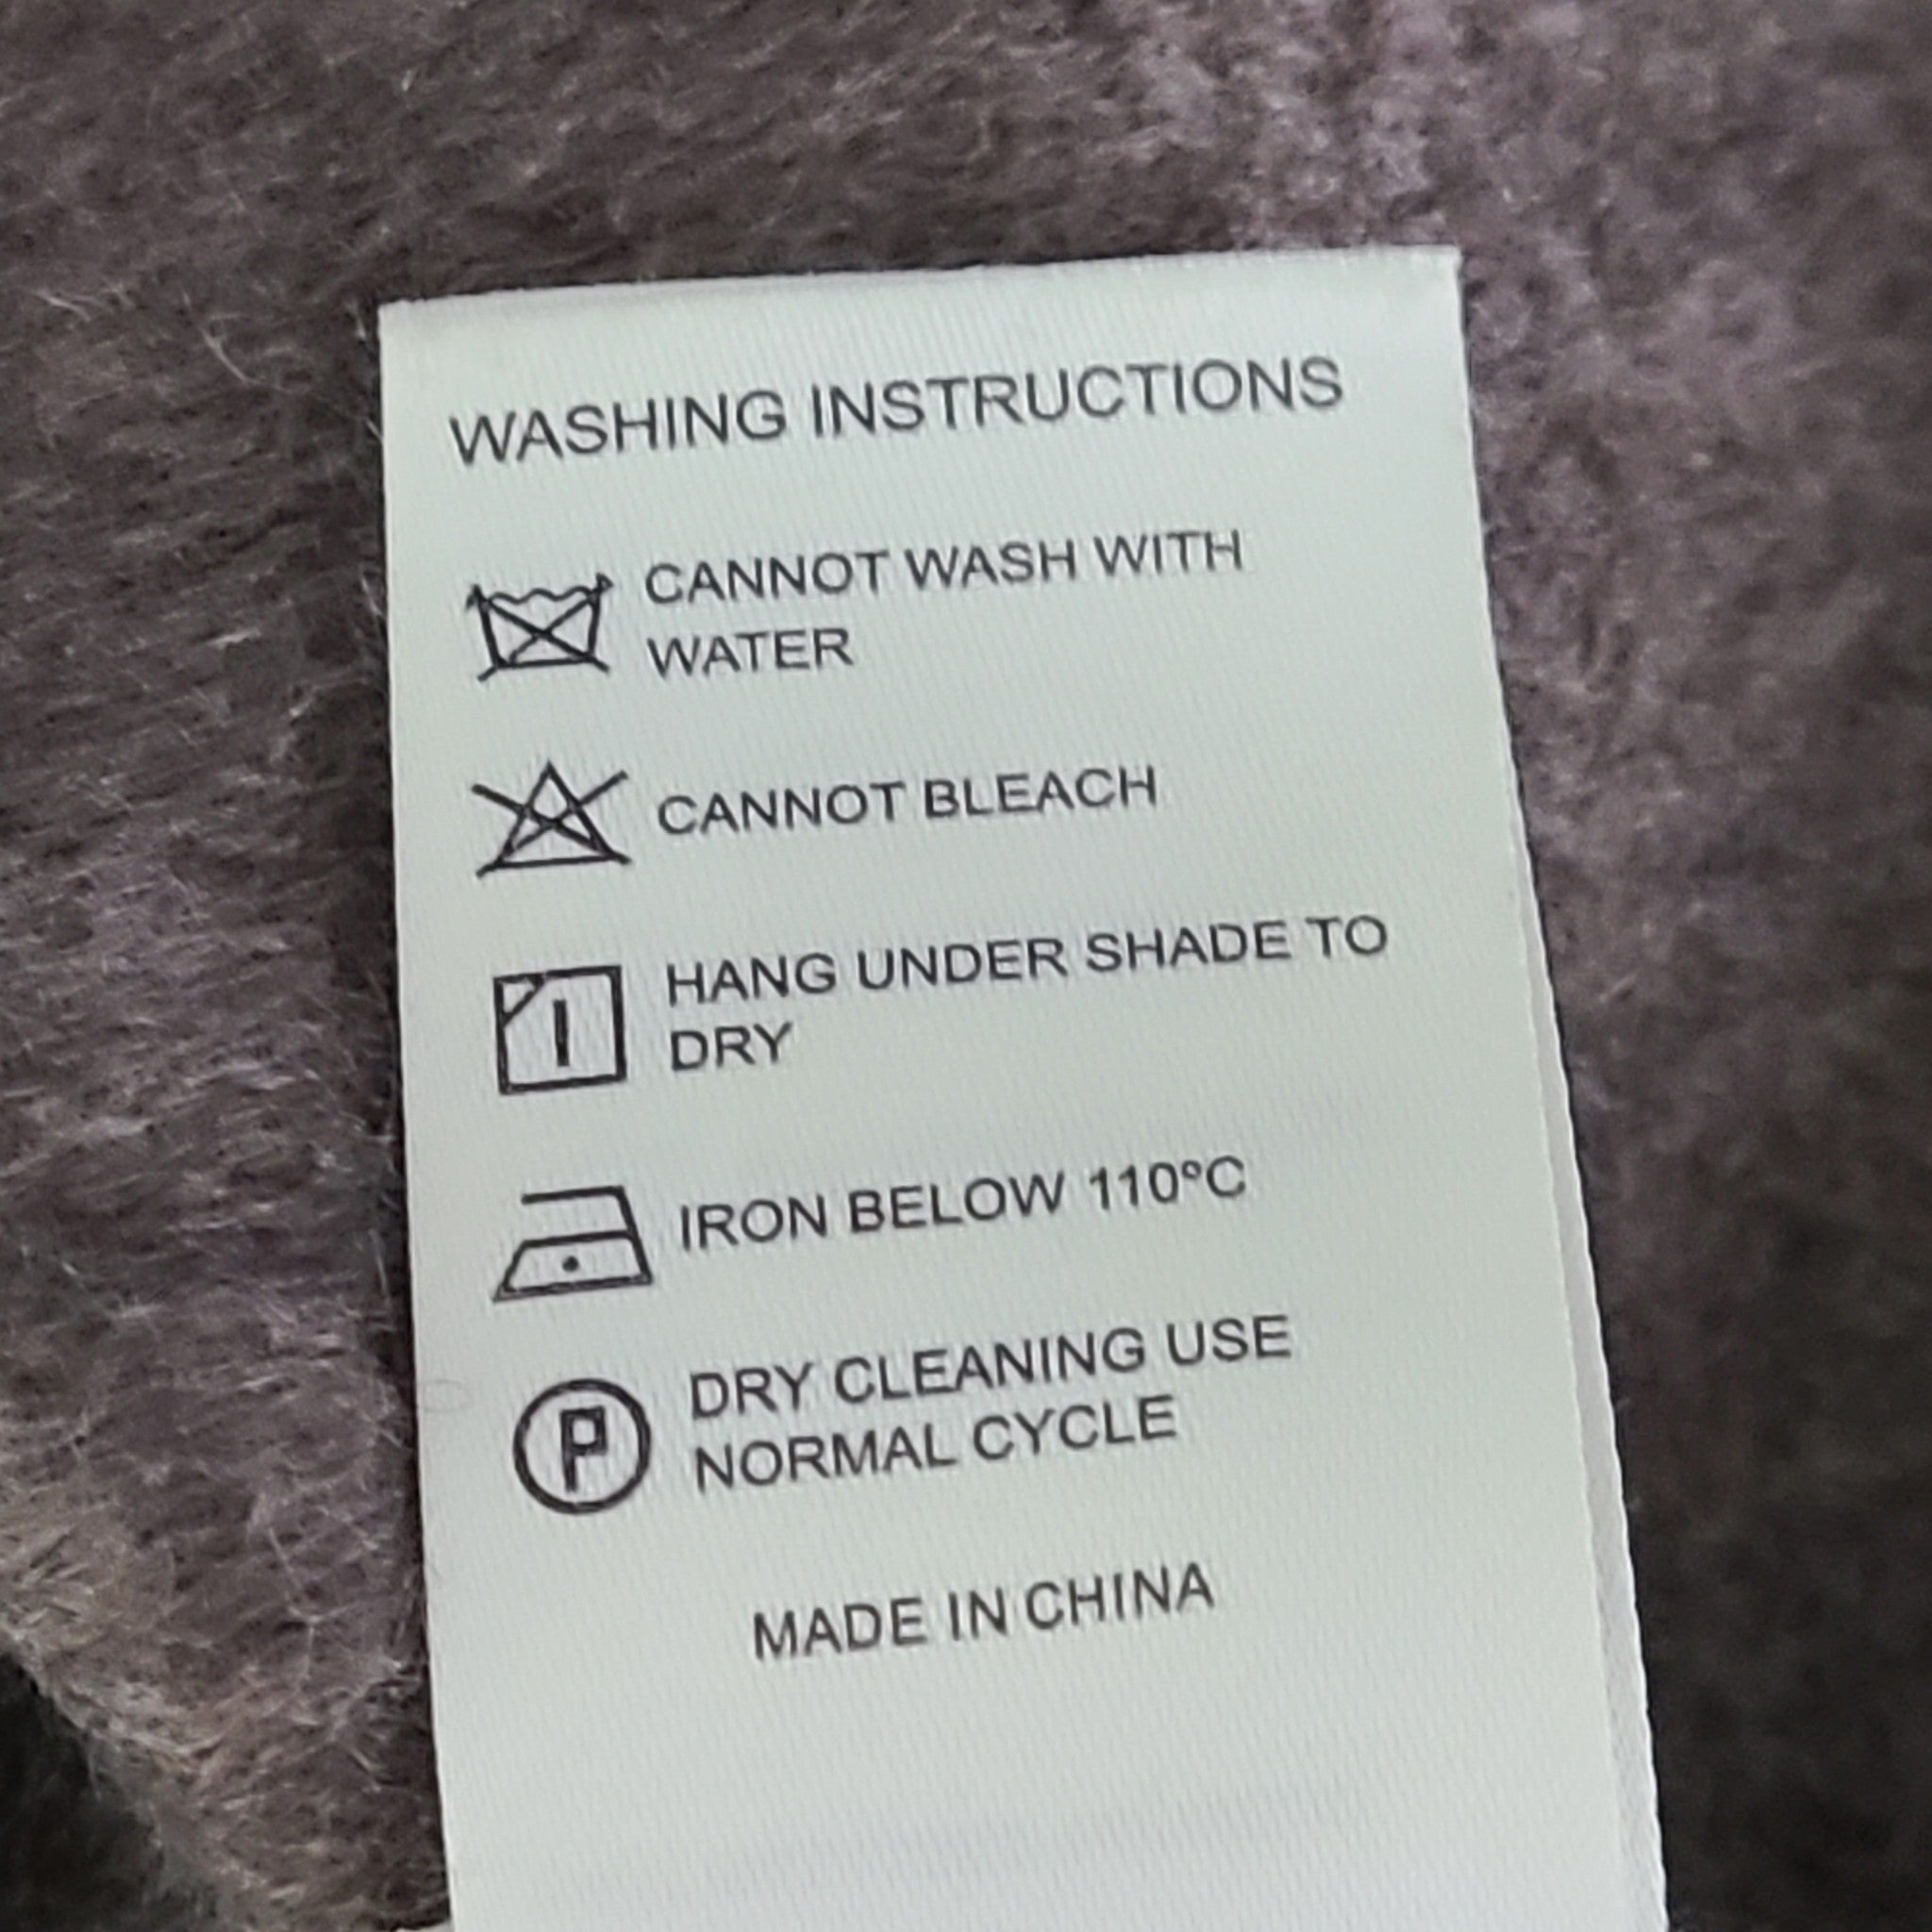 WASHING INSTRUCTIONS
CANNOT WASH WITH
WATER
CANNOT BLEACH
HANG UNDER SHADE TO
DRY
IRON BELOW 110ºC
DRY CLEANING USE
NORMAL CYCLE
P
MADE IN CHINA